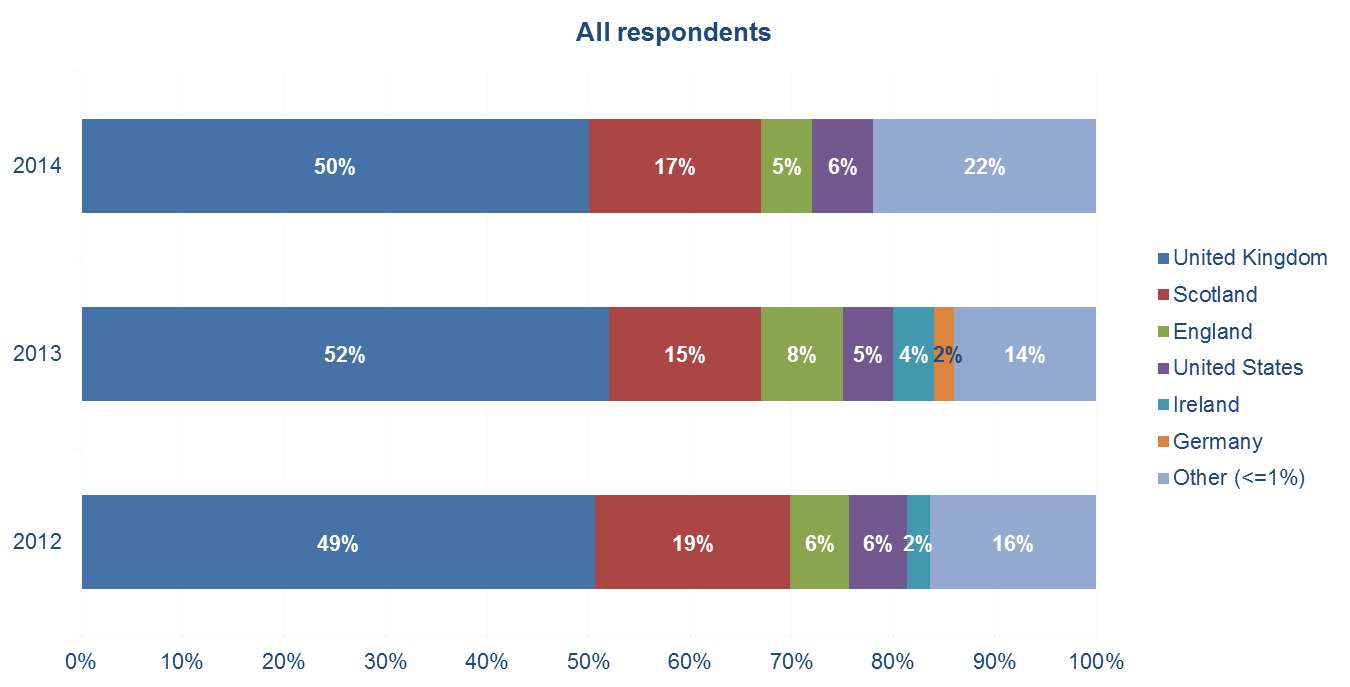 All respondents
2014
50% 17% 5% 6% 22%
2013
52% 15% 8% 5% 4% 2% 14%
2012
49% 19% 6% 6% 2% 16%
0% 10% 20% 30% 40% 50% 60% 70% 80% 90% 100%
United Kingdom
Scotland
England
United States
Ireland
Germany
Other (<=1%)